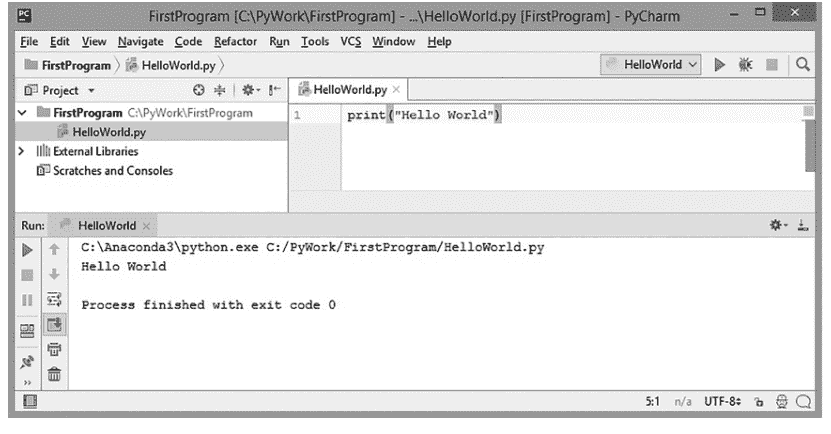 PC FirstProgram [C:\PyWork\FirstProgram] - ...\HelloWorld.py [FirstProgram] - PyCharm
File Edit View Navigate Code Refactor Run Tools VCS Window Help
FirstProgram HelloWorld.py HelloWorld
Project
HelloWorld.py
FirstProgram C:\PyWork\FirstProgram
1 print("Hello World")
HelloWorld.py
External Libraries
Scratches and Consoles
Run: HelloWorld
C:\Anaconda3\python.exe C:/PyWork/FirstProgram/HelloWorld.py
Hello World
Process finished with exit code 0
5:1 n/a UTF-8